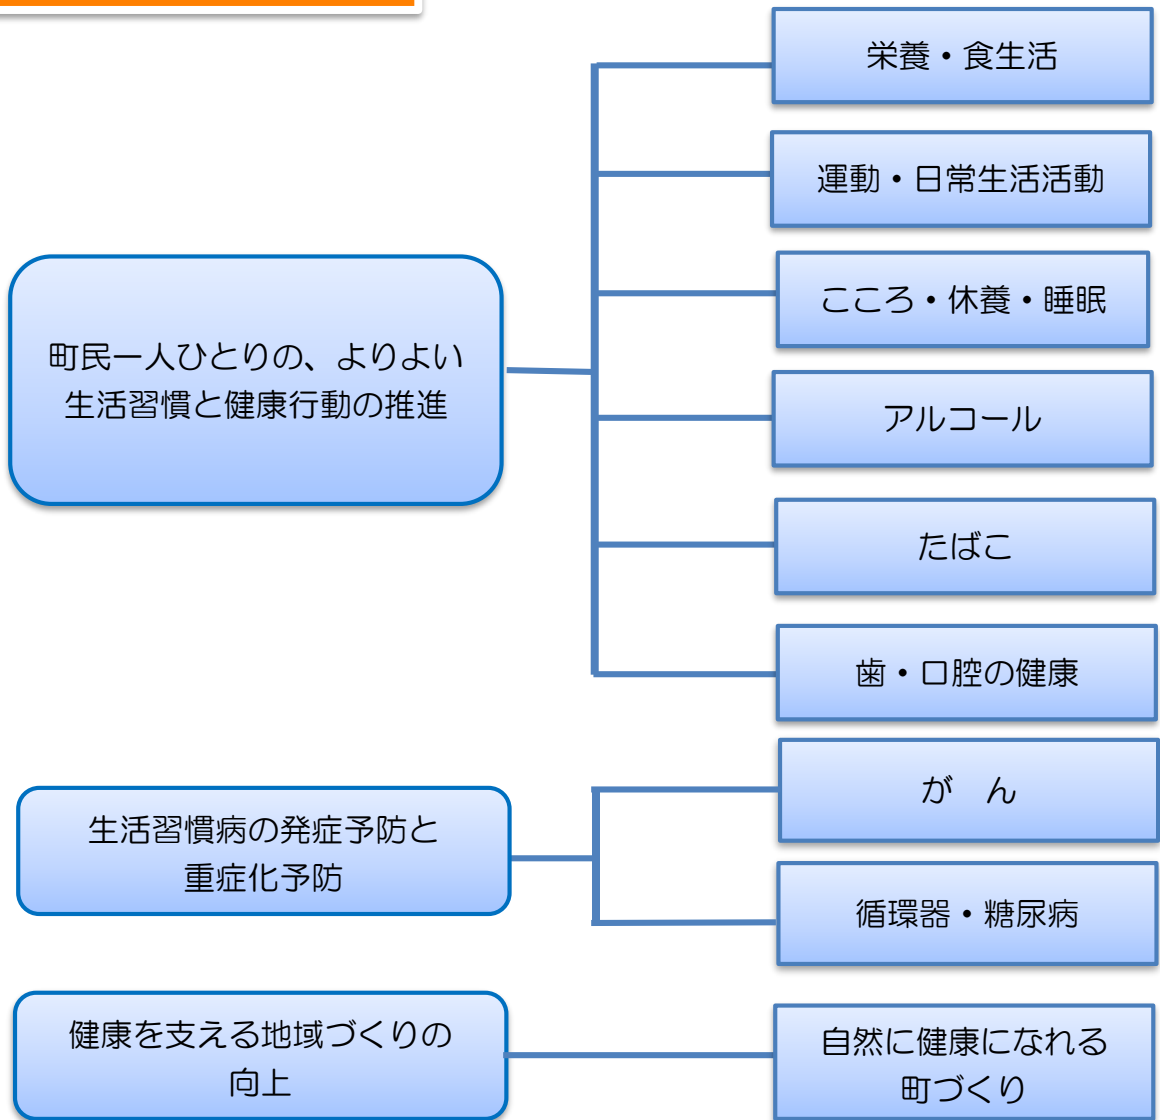 町民一人ひとりの、よりよい
生活習慣と健康行動の推進
栄養・食生活
運動・日常生活活動
こころ・休養・睡眠
アルコール
たばこ
歯・口腔の健康
生活習慣病の発症予防と
重症化予防
が　ん
循環器・糖尿病
健康を支える地域づくりの
向上
自然に健康になれる
町づくり